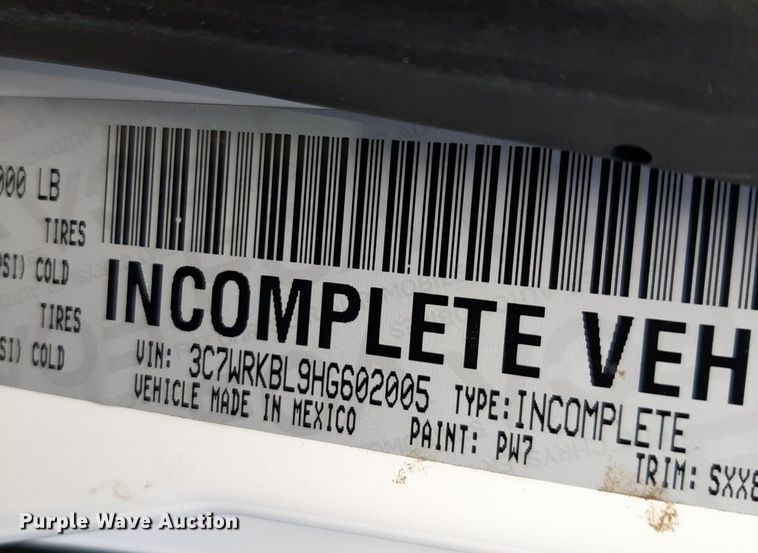 000 LB
TIRES
COLD
TIRES
SI) COLD
INCOMPLETE VEH
VIN: 3C7WRKBL9HG602005 TYPE: INCOMPLETE
VEHICLE MADE IN MEXICO PAINT: PW7
TRIM: SXX8
Purple Wave Auction